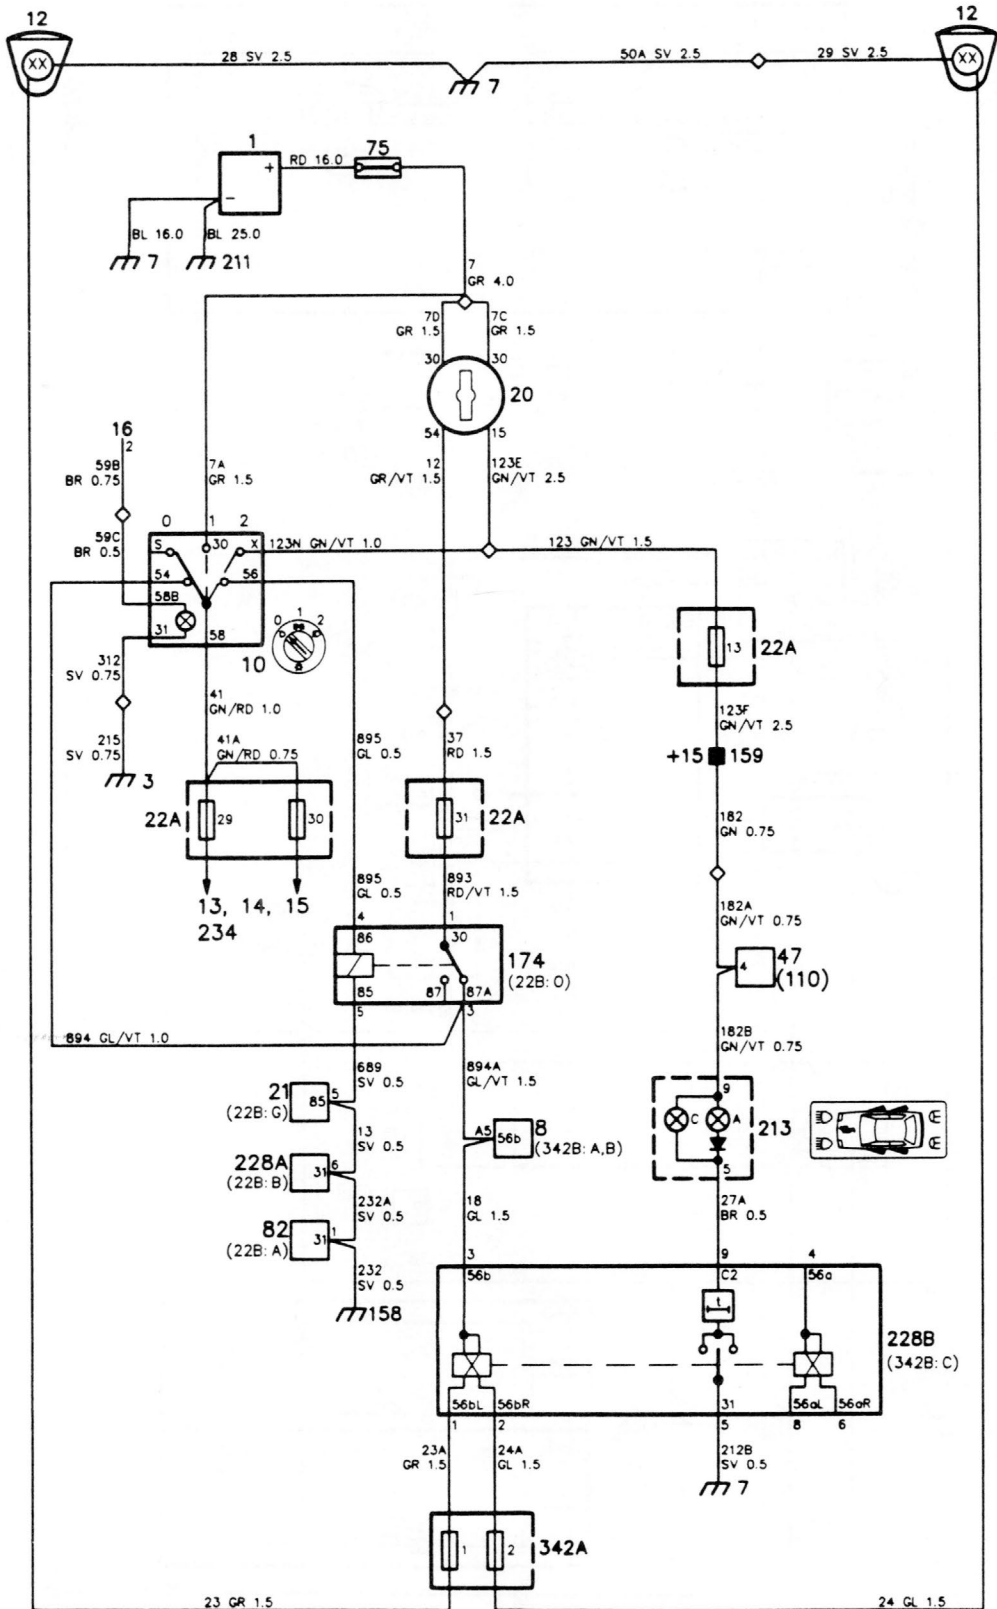 12
12
XX
28 SV 2.5
50A SV 2.5
29 SV 2.5
XX
7
1
RD 16.0
75
+
-
BL 16.0
BL 25.0
7
211
7
GR 4.0
7D
GR 1.5
7C
GR 1.5
30
30
20
54
15
16
2
59B
BR 0.75
7A
GR 1.5
12
GR/VT 1.5
123E
GN/VT 2.5
59C
BR 0.5
0
1
2
S
30
X
123N GN/VT 1.0
123 GN/VT 1.5
54
56
58B
31
58
0
1
2
10
13
22A
312
SV 0.75
41
GN/RD 1.0
123F
GN/VT 2.5
215
SV 0.75
3
41A
GN/RD 0.75
895
GL 0.5
37
RD 1.5
+15
159
22A
29
30
31
22A
182
GN 0.75
13, 14, 15
234
895
GL 0.5
893
RD/VT 1.5
182A
GN/VT 0.75
4
1
86
30
174
(22B:O)
4
47
(110)
85
87
87A
5
3
894 GL/VT 1.0
182B
GN/VT 0.75
689
SV 0.5
894A
GL/VT 1.5
21
(22B:G)
85
5
9
C
A
213
5
13
SV 0.5
A5
56b
8
(342B:A,B)
228A
(22B:B)
31
6
232A
SV 0.5
18
GL 1.5
27A
BR 0.5
82
(22B:A)
31
1
232
SV 0.5
158
3
9
4
56b
C2
56a
t
228B
(342B:C)
56bL
56bR
31
56aL
56aR
1
2
5
8
6
23A
GR 1.5
24A
GL 1.5
212B
SV 0.5
7
1
2
342A
23 GR 1.5
24 GL 1.5